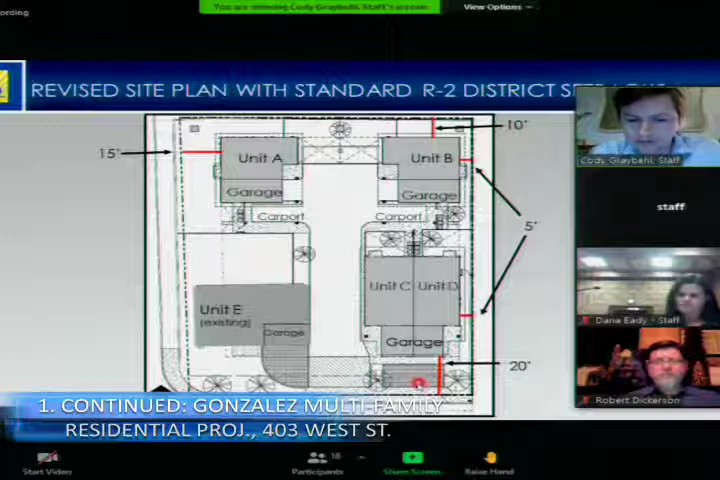 ecording
You are viewing Cody Graybehl, Staff's screen
View Options
REVISED SITE PLAN WITH STANDARD R-2 DISTRICT
10'
15'
Unit A
Unit B
Garage
Garage
Carport
Carport
5'
Unit C
Unit D
Unit E
(existing)
Garage
Garage
20'
Cody Graybehl, Staff
staff
Dana Eady - Staff
Robert Dickerson
1. CONTINUED: GONZALEZ MULTI-FAMILY
RESIDENTIAL PROJ., 403 WEST ST.
Start Video
Participants
18
Share Screen
Raise Hand